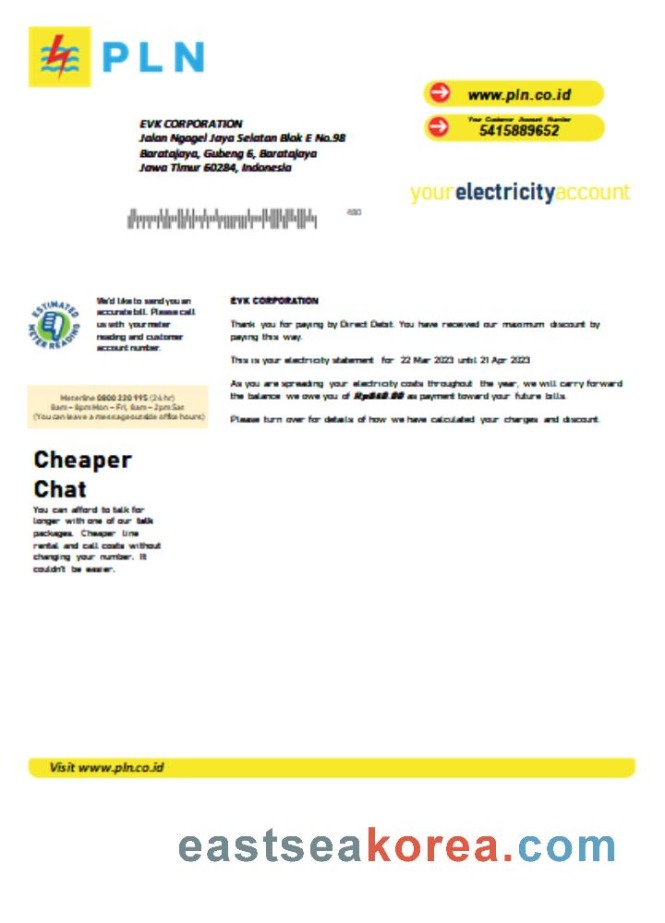 PLN
www.pln.co.id
Your Customer Account Number
5415889652
EVK CORPORATION
Jalan Ngagel Jaya Selatan Blok E No.98
Baratajaya, Gubeng 6, Baratajaya
Jawa Timur 60284, Indonesia
yourelectricityaccount
ESTIMATED
METER READING
We'd like to send you an
accurate bill. Please call
us with your meter
reading and customer
account number.
Meterline 0800 320 995 (24 hr)
8am – 8pm Mon – Fri, 8am – 2pm Sat
(You can leave a message outside office hours)
EVK CORPORATION
Thank you for paying by Direct Debit. You have received our maximum discount by
paying this way.
This is your electricity statement for 22 Mar 2023 until 21 Apr 2023
As you are spreading your electricity costs throughout the year, we will carry forward
the balance we owe you of as payment toward your future bills.
Please turn over for details of how we have calculated your charges and discount.
Cheaper
Chat
You can afford to talk for
longer with one of our talk
packages. Cheaper line
rental and call costs without
changing your number. It
couldn't be easier.
Visit www.pln.co.id
eastseakorea.com